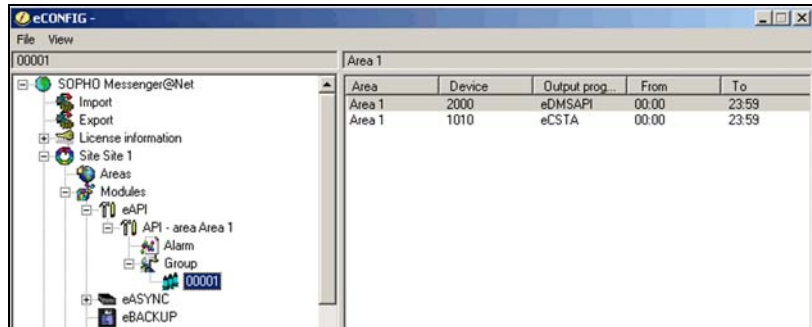 eCONFIG -
File View
00001
Area 1
SOPHO Messenger@Net
Import
Export
License information
Site Site 1
Areas
Modules
eAPI
API - area Area 1
Alarm
Group
00001
eASYNC
eBACKUP
Area Device Output prog... From To
Area 1 2000 eDMSAPI 00:00 23:59
Area 1 1010 eCSTA 00:00 23:59